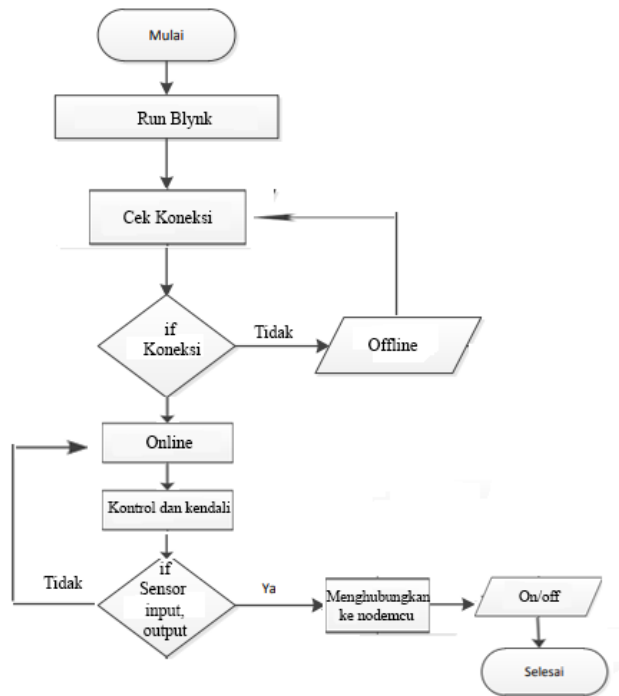 Mulai
Run Blynk
Cek Koneksi
if
Koneksi
Tidak
Offline
Online
Kontrol dan kendali
if
Sensor
input,
output
Tidak
Ya
Menghubungkan
ke nodemcu
On/off
Selesai